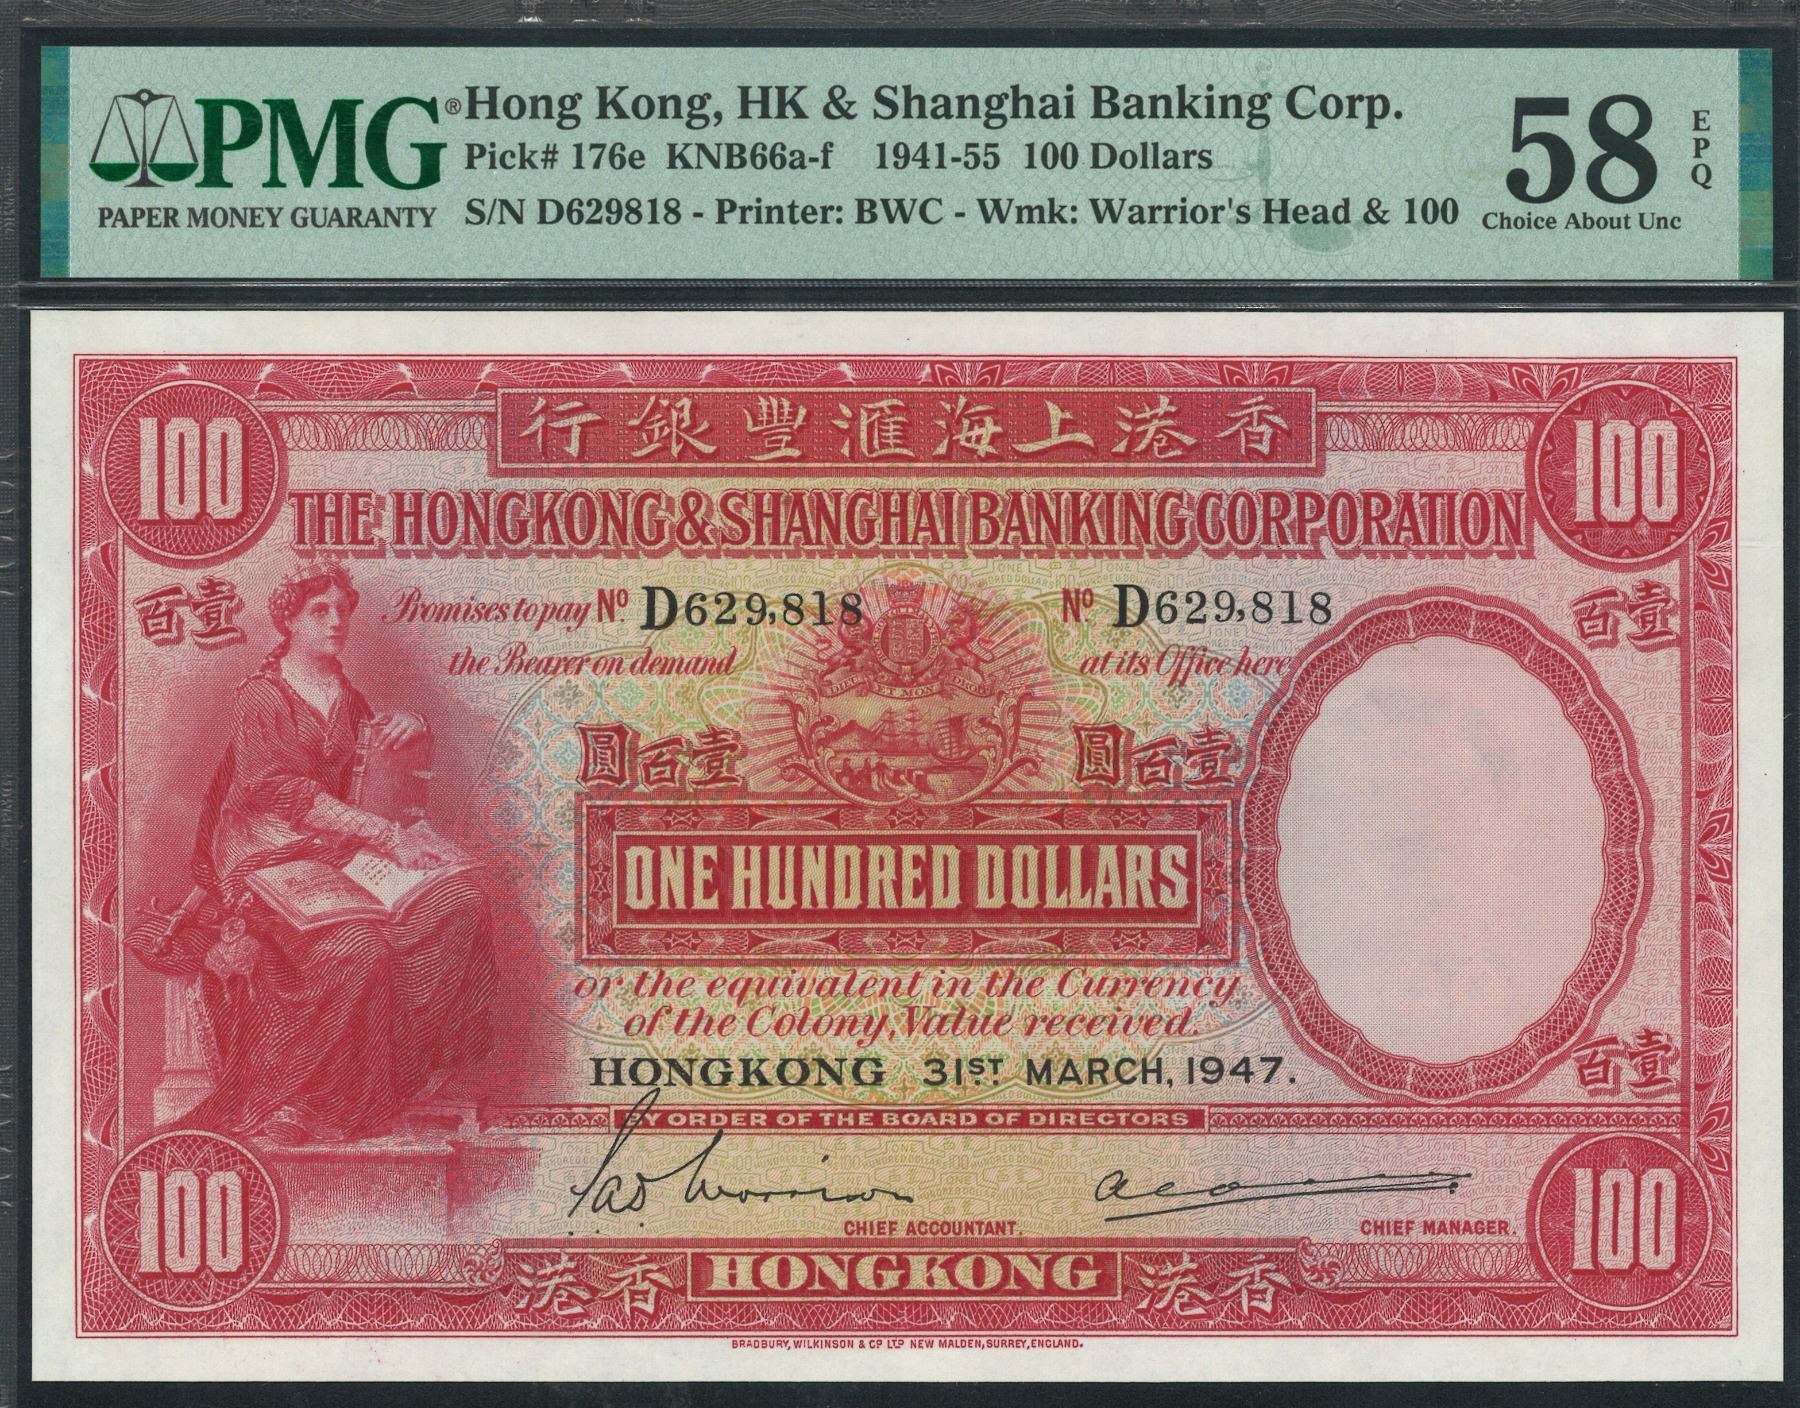 PMG®
PAPER MONEY GUARANTY
Hong Kong, HK & Shanghai Banking Corp.
Pick# 176e KNB66a-f 1941-55 100 Dollars
S/N D629818 - Printer: BWC - Wmk: Warrior's Head & 100
58
EPQ
Choice About Unc
行銀豐滙海上港香
100
100
THE HONGKONG & SHANGHAI BANKING CORPORATION
百壹
百壹
Promises to pay Nº. D629,818
Nº D629,818
the Bearer on demand
at its Office here
DIEU ET MON DROIT
圓百壹
圓百壹
ONE HUNDRED DOLLARS
or the equivalent in the Currency
of the Colony, Value received.
HONGKONG 31ST MARCH, 1947.
百壹
BY ORDER OF THE BOARD OF DIRECTORS
CHIEF ACCOUNTANT.
CHIEF MANAGER.
100
100
港香
HONGKONG
港香
BRADBURY, WILKINSON & Cº LTD NEW MALDEN, SURREY, ENGLAND.